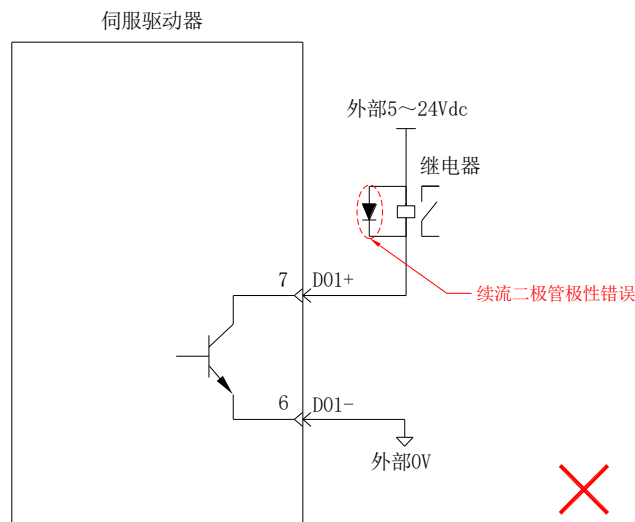 伺服驱动器
外部5～24Vdc
继电器
7 DO1+
续流二极管极性错误
6 DO1-
外部0V